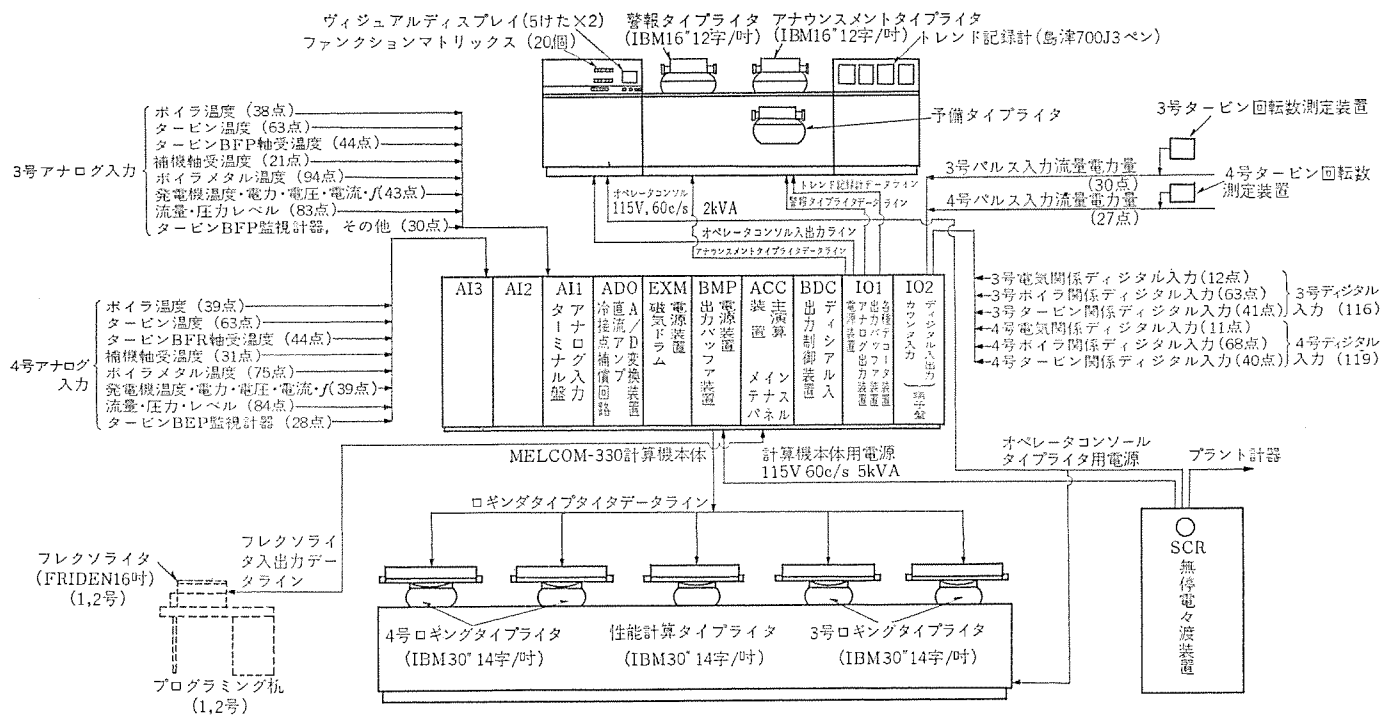 ヴィジュアルディスプレイ(5けた×2)
ファンクションマトリックス(20個)
警報タイプライタ
(IBM16"12字/吋)
アナウンスメントタイプライタ
(IBM16"12字/吋)
トレンド記録計(島津700J3ペン)
予備タイプライタ
3号アナログ入力
ボイラ温度(38点)
タービン温度(63点)
タービンBFP軸受温度(44点)
補機軸受温度(21点)
ボイラメタル温度(94点)
発電機温度・電力・電圧・電流・f(43点)
流量・圧力レベル(83点)
タービンBFP監視計器,その他(30点)
3号タービン回転数測定装置
3号パルス入力流量電力量
(30点)
4号タービン回転数
測定装置
4号パルス入力流量電力量
(27点)
オペレータコンソル
115V,60c/s 2kVA
トレンド記録計データライン
警報タイプライタデータライン
オペレータコンソル入出力ライン
アナウンスメントタイプライタデータライン
4号アナログ
入力
ボイラ温度(39点)
タービン温度(63点)
タービンBFR軸受温度(44点)
補機軸受温度(31点)
ボイラメタル温度(75点)
発電機温度・電力・電圧・電流・f(39点)
流量・圧力・レベル(84点)
タービンBEP監視計器(28点)
AI3
AI2
AI1
アナログ入力
ターミナル盤
ADO
A/D変換装置
直流アンプ
冷接点補償回路
EXM
電源装置
磁気ドラム
BMP
電源装置
出力バッファ装置
ACC
主演算
装置
メインテナンスパネル
BDC
ディジタル入
出力制御装置
IO1
各種デコータ装置
出力バッファ装置
アナログ出力装置
電源装置
IO2
ディジタル入出力
カウンタ入力
端子盤
3号電気関係ディジタル入力(12点)
3号ボイラ関係ディジタル入力(63点)
3号タービン関係ディジタル入力(41点)
3号ディジタル
入力(116)
4号電気関係ディジタル入力(11点)
4号ボイラ関係ディジタル入力(68点)
4号タービン関係ディジタル入力(40点)
4号ディジタル
入力(119)
MELCOM-330計算機本体
計算機本体用電源
115V 60c/s 5kVA
オペレータコンソール
タイプライタ用電源
プラント計器
ロギンダタイプタイタデータライン
フレクソライタ
(FRIDEN16吋)
(1,2号)
フレクソライ
タ入出力デー
タライン
プログラミング机
(1,2号)
4号ロギングタイプライタ
(IBM30"14字/吋)
性能計算タイプライタ
(IBM30"14字/吋)
3号ロギングタイプライタ
(IBM30"14字/吋)
SCR
無停電々渡装置